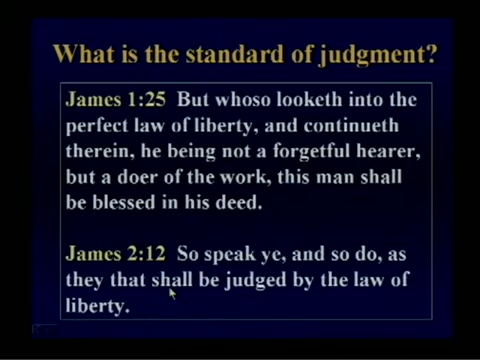 What is the standard of judgment?
James 1:25 But whoso looketh into the
perfect law of liberty, and continueth
therein, he being not a forgetful hearer,
but a doer of the work, this man shall
be blessed in his deed.
James 2:12 So speak ye, and so do, as
they that shall be judged by the law of
liberty.